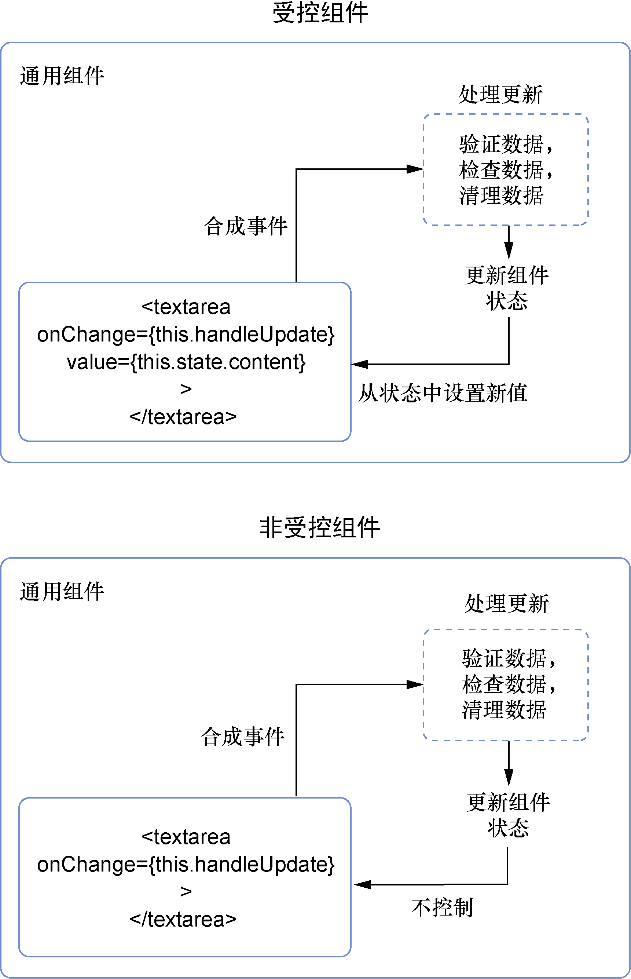 受控组件
通用组件
处理更新
验证数据，
检查数据，
清理数据
合成事件
更新组件
状态
<textarea
onChange={this.handleUpdate}
value={this.state.content}
>
</textarea>
从状态中设置新值
非受控组件
通用组件
处理更新
验证数据，
检查数据，
清理数据
合成事件
更新组件
状态
<textarea
onChange={this.handleUpdate}
>
</textarea>
不控制